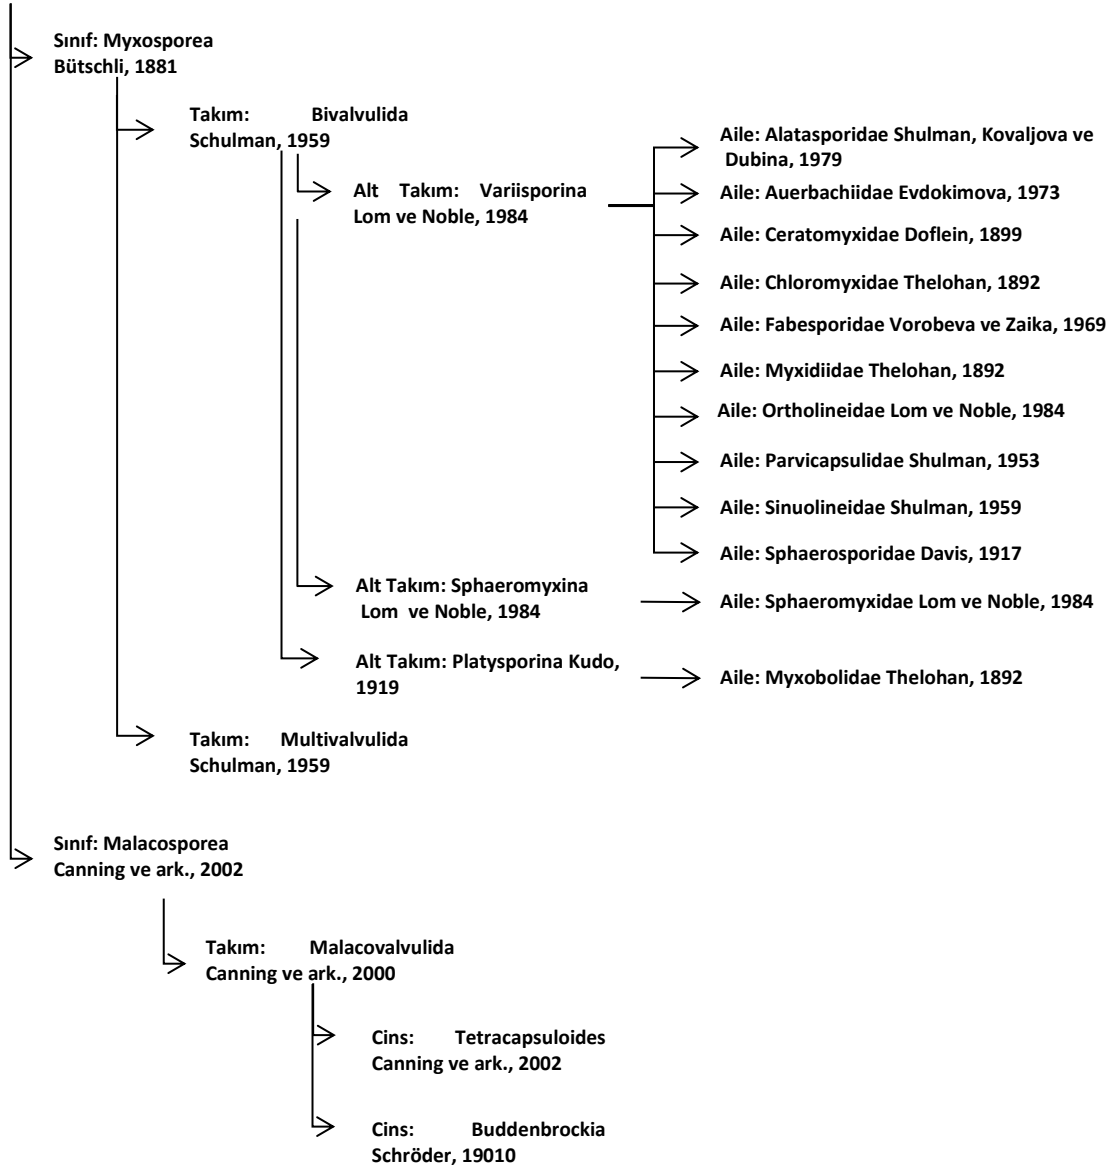 Sınıf: Myxosporea
Bütschli, 1881
Takım: Bivalvulida
Schulman, 1959
Alt Takım: Variisporina
Lom ve Noble, 1984
Aile: Alatasporidae Shulman, Kovaljova ve
Dubina, 1979
Aile: Auerbachiidae Evdokimova, 1973
Aile: Ceratomyxidae Doflein, 1899
Aile: Chloromyxidae Thelohan, 1892
Aile: Fabesporidae Vorobeva ve Zaika, 1969
Aile: Myxidiidae Thelohan, 1892
Aile: Ortholineidae Lom ve Noble, 1984
Aile: Parvicapsulidae Shulman, 1953
Aile: Sinuolineidae Shulman, 1959
Aile: Sphaerosporidae Davis, 1917
Alt Takım: Sphaeromyxina
Lom ve Noble, 1984
Aile: Sphaeromyxidae Lom ve Noble, 1984
Alt Takım: Platysporina Kudo,
1919
Aile: Myxobolidae Thelohan, 1892
Takım: Multivalvulida
Schulman, 1959
Sınıf: Malacosporea
Canning ve ark., 2002
Takım: Malacovalvulida
Canning ve ark., 2000
Cins: Tetracapsuloides
Canning ve ark., 2002
Cins: Buddenbrockia
Schröder, 19010